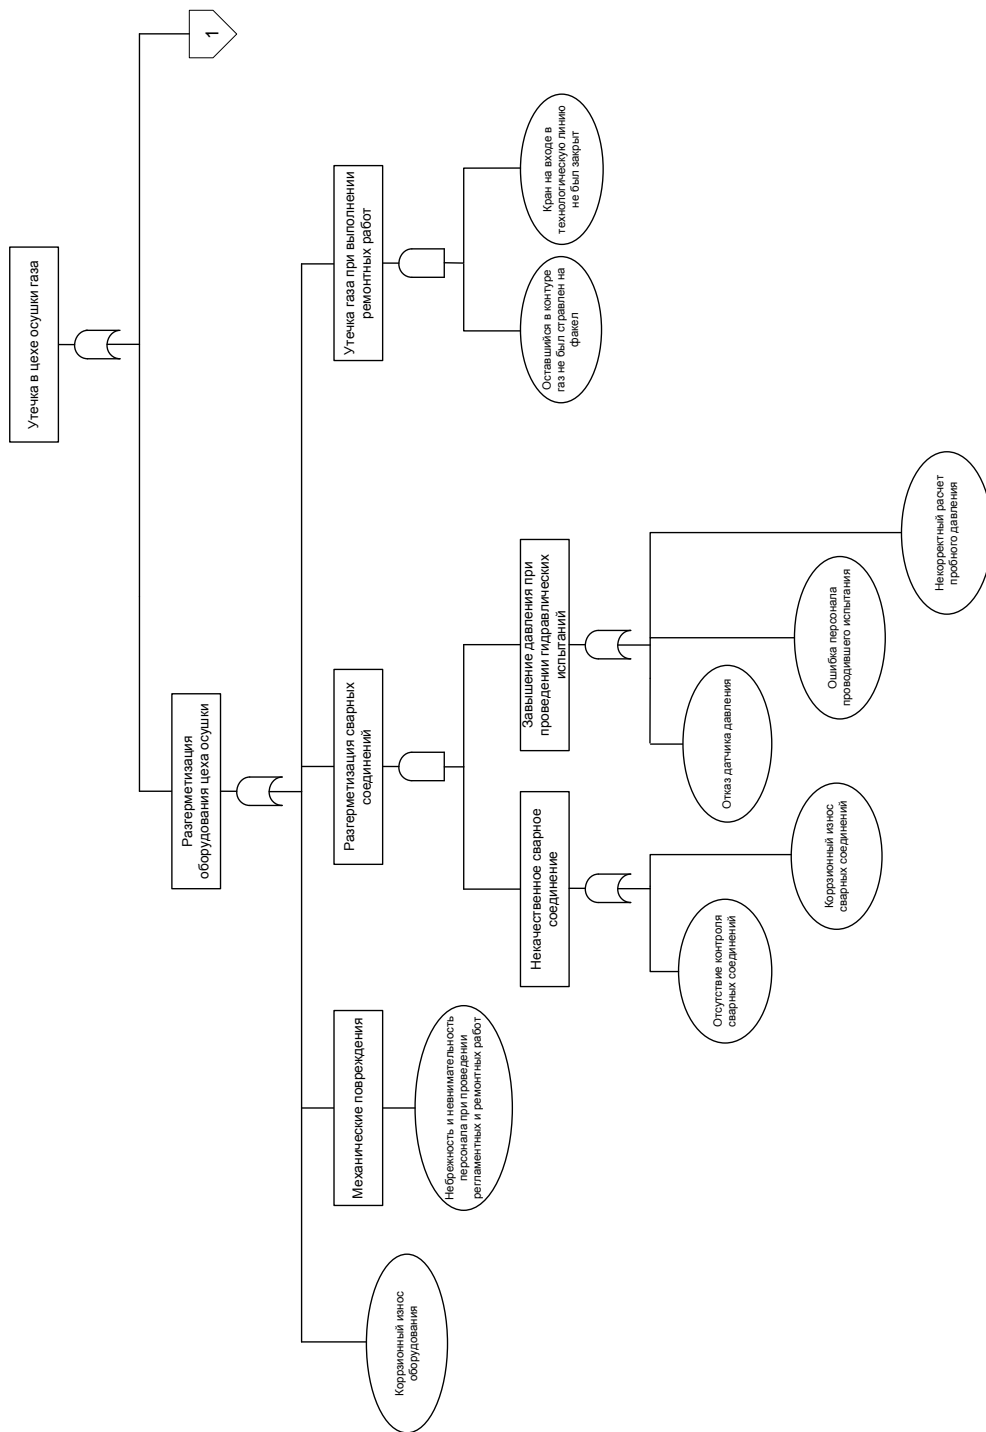 Утечка в цехе осушки газа
1
Разгерметизация
оборудования цеха осушки
Коррзионный износ
оборудования
Механические повреждения
Небрежность и невнимательность
персонала при проведении
регламентных и ремонтных работ
Разгерметизация сварных
соединений
Утечка газа при выполнении
ремонтных работ
Некачественное сварное
соединение
Завышение давления при
проведении гидравлических
испытаний
Оставшийся в контуре
газ не был стравлен на
факел
Кран на входе в
технологическую линию
не был закрыт
Отсутствие контроля
сварных соединений
Коррзионный износ
сварных соединений
Отказ датчика давления
Ошибка персонала
проводившего испытания
Некорректный расчет
пробного давления